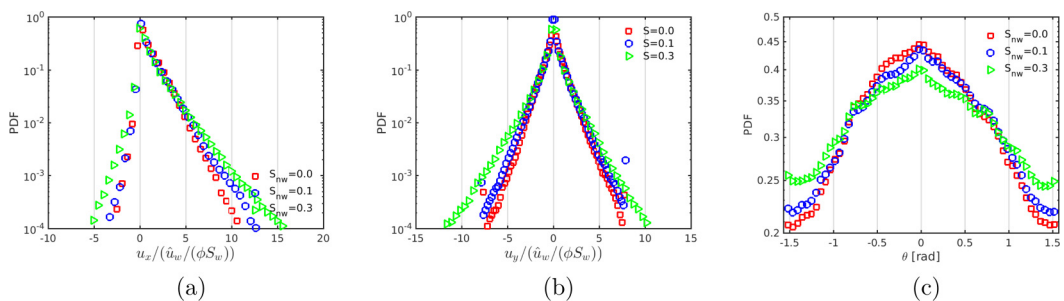 10^0
10^-1
10^-2
10^-3
10^-4
PDF
-10 -5 0 5 10 15 20
u_x/(û_w/(ϕS_w))
S_nw=0.0
S_nw=0.1
S_nw=0.3
(a)
10^0
10^-1
10^-2
10^-3
10^-4
PDF
-15 -10 -5 0 5 10 15
u_y/(û_w/(ϕS_w))
S=0.0
S=0.1
S=0.3
(b)
0.5
0.45
0.4
0.35
0.3
0.25
0.2
PDF
-1.5 -1 -0.5 0 0.5 1 1.5
θ [rad]
S_nw=0.0
S_nw=0.1
S_nw=0.3
(c)